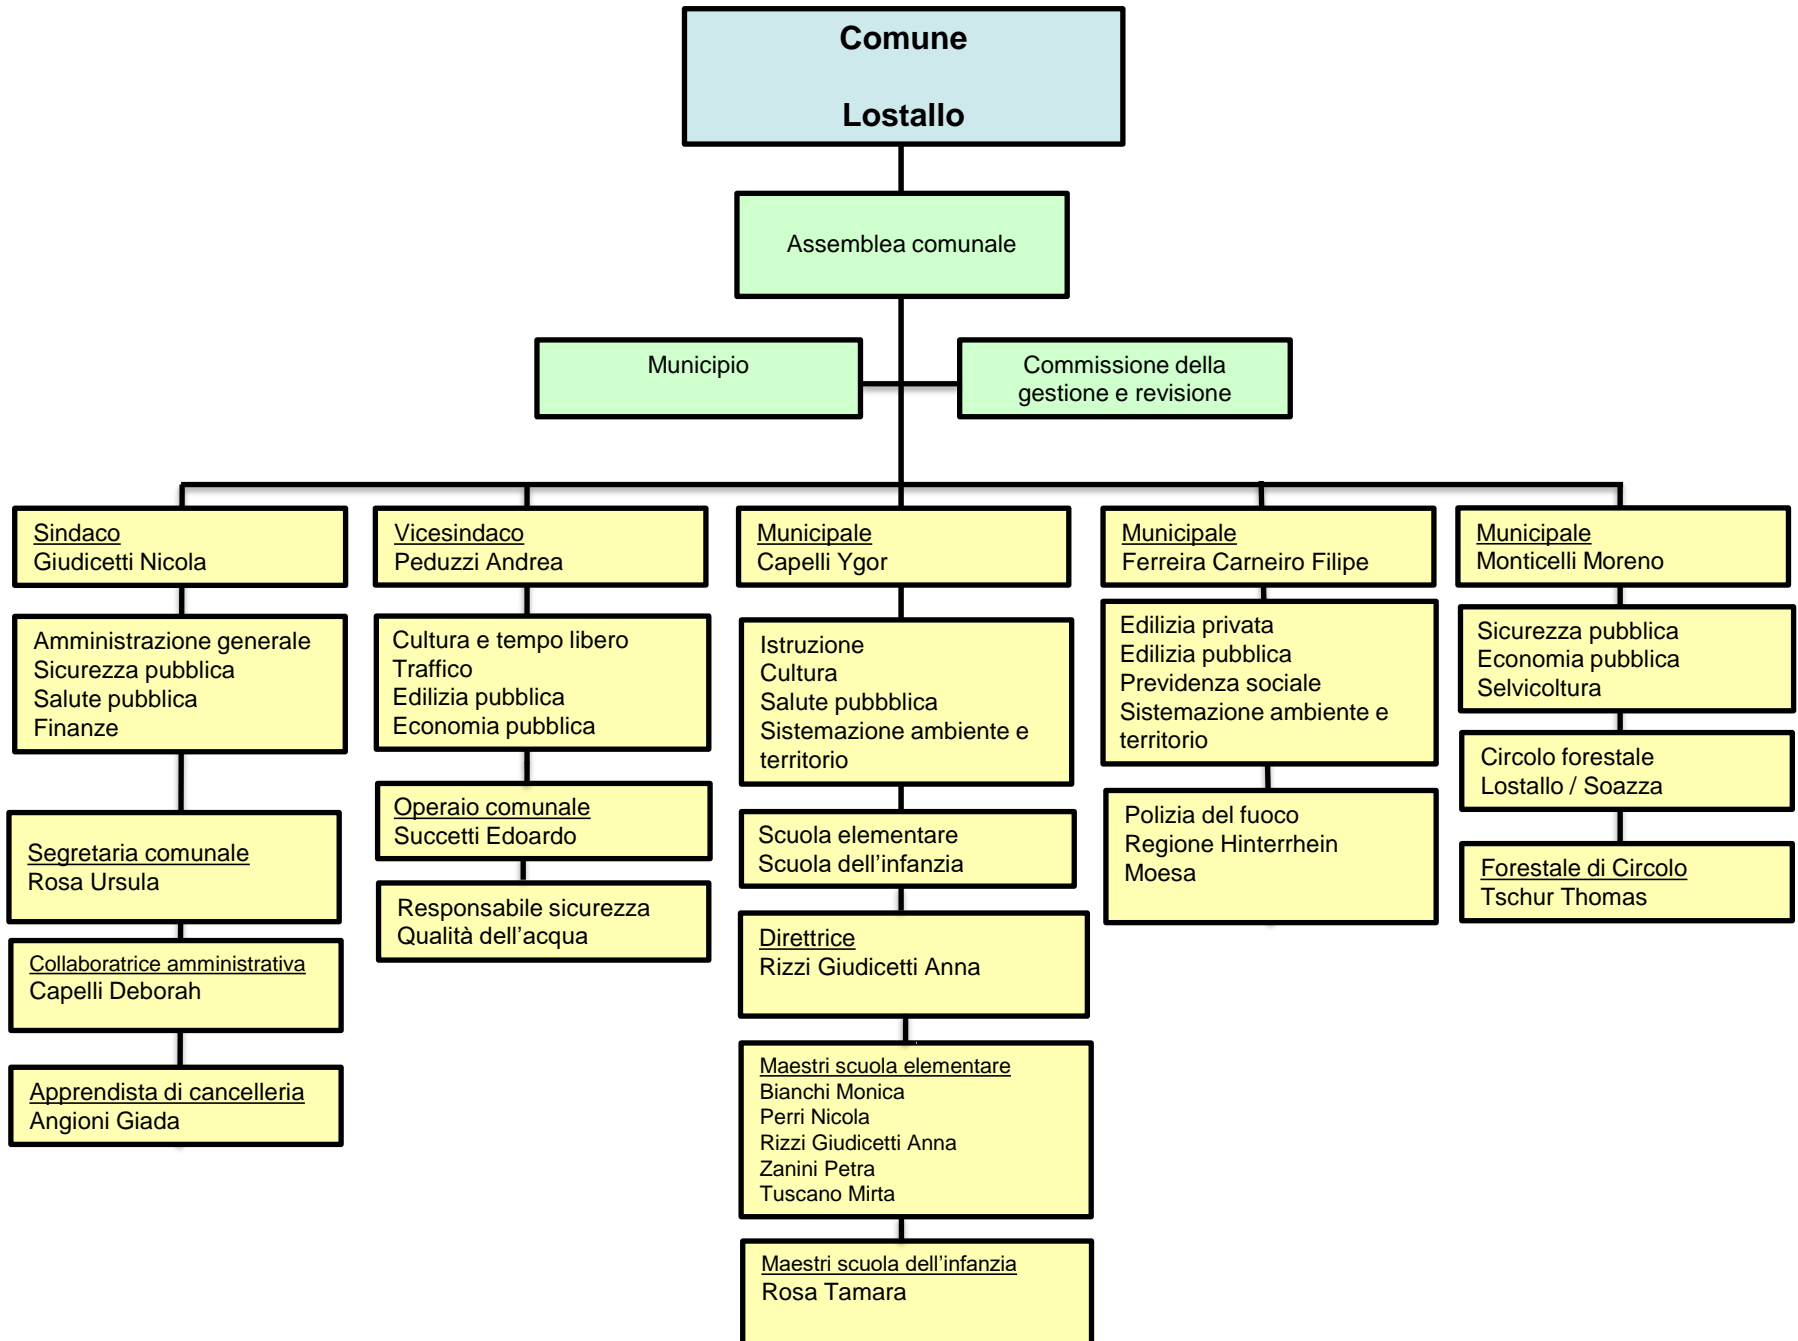 Comune
Lostallo
Assemblea comunale
Municipio
Commissione della
gestione e revisione
Sindaco
Giudicetti Nicola
Amministrazione generale
Sicurezza pubblica
Salute pubblica
Finanze
Segretaria comunale
Rosa Ursula
Collaboratrice amministrativa
Capelli Deborah
Apprendista di cancelleria
Angioni Giada
Vicesindaco
Peduzzi Andrea
Cultura e tempo libero
Traffico
Edilizia pubblica
Economia pubblica
Operaio comunale
Succetti Edoardo
Responsabile sicurezza
Qualità dell'acqua
Municipale
Capelli Ygor
Istruzione
Cultura
Salute pubbblica
Sistemazione ambiente e
territorio
Scuola elementare
Scuola dell'infanzia
Direttrice
Rizzi Giudicetti Anna
Maestri scuola elementare
Bianchi Monica
Perri Nicola
Rizzi Giudicetti Anna
Zanini Petra
Tuscano Mirta
Maestri scuola dell'infanzia
Rosa Tamara
Municipale
Ferreira Carneiro Filipe
Edilizia privata
Edilizia pubblica
Previdenza sociale
Sistemazione ambiente e
territorio
Polizia del fuoco
Regione Hinterrhein
Moesa
Municipale
Monticelli Moreno
Sicurezza pubblica
Economia pubblica
Selvicoltura
Circolo forestale
Lostallo / Soazza
Forestale di Circolo
Tschur Thomas